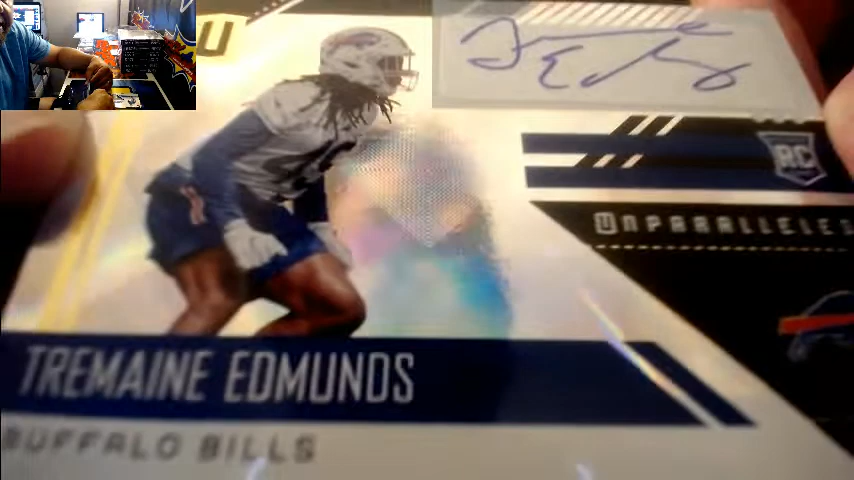 U
RC
UNPARALLELED
TREMAINE EDMUNDS
BUFFALO BILLS